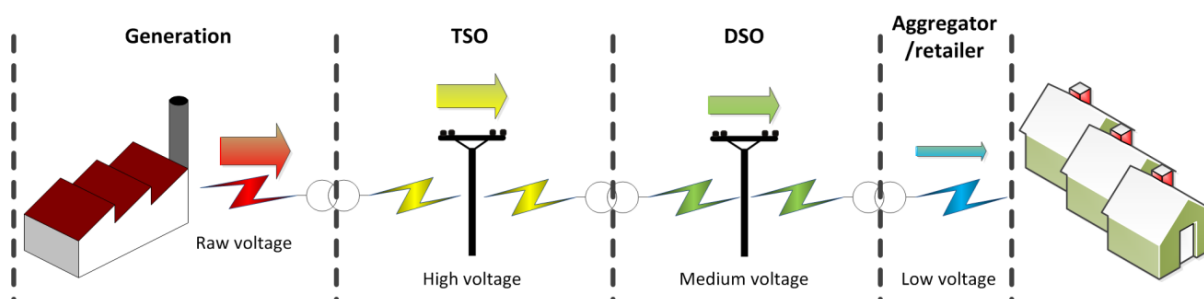 Generation
TSO
DSO
Aggregator
/retailer
Raw voltage
High voltage
Medium voltage
Low voltage